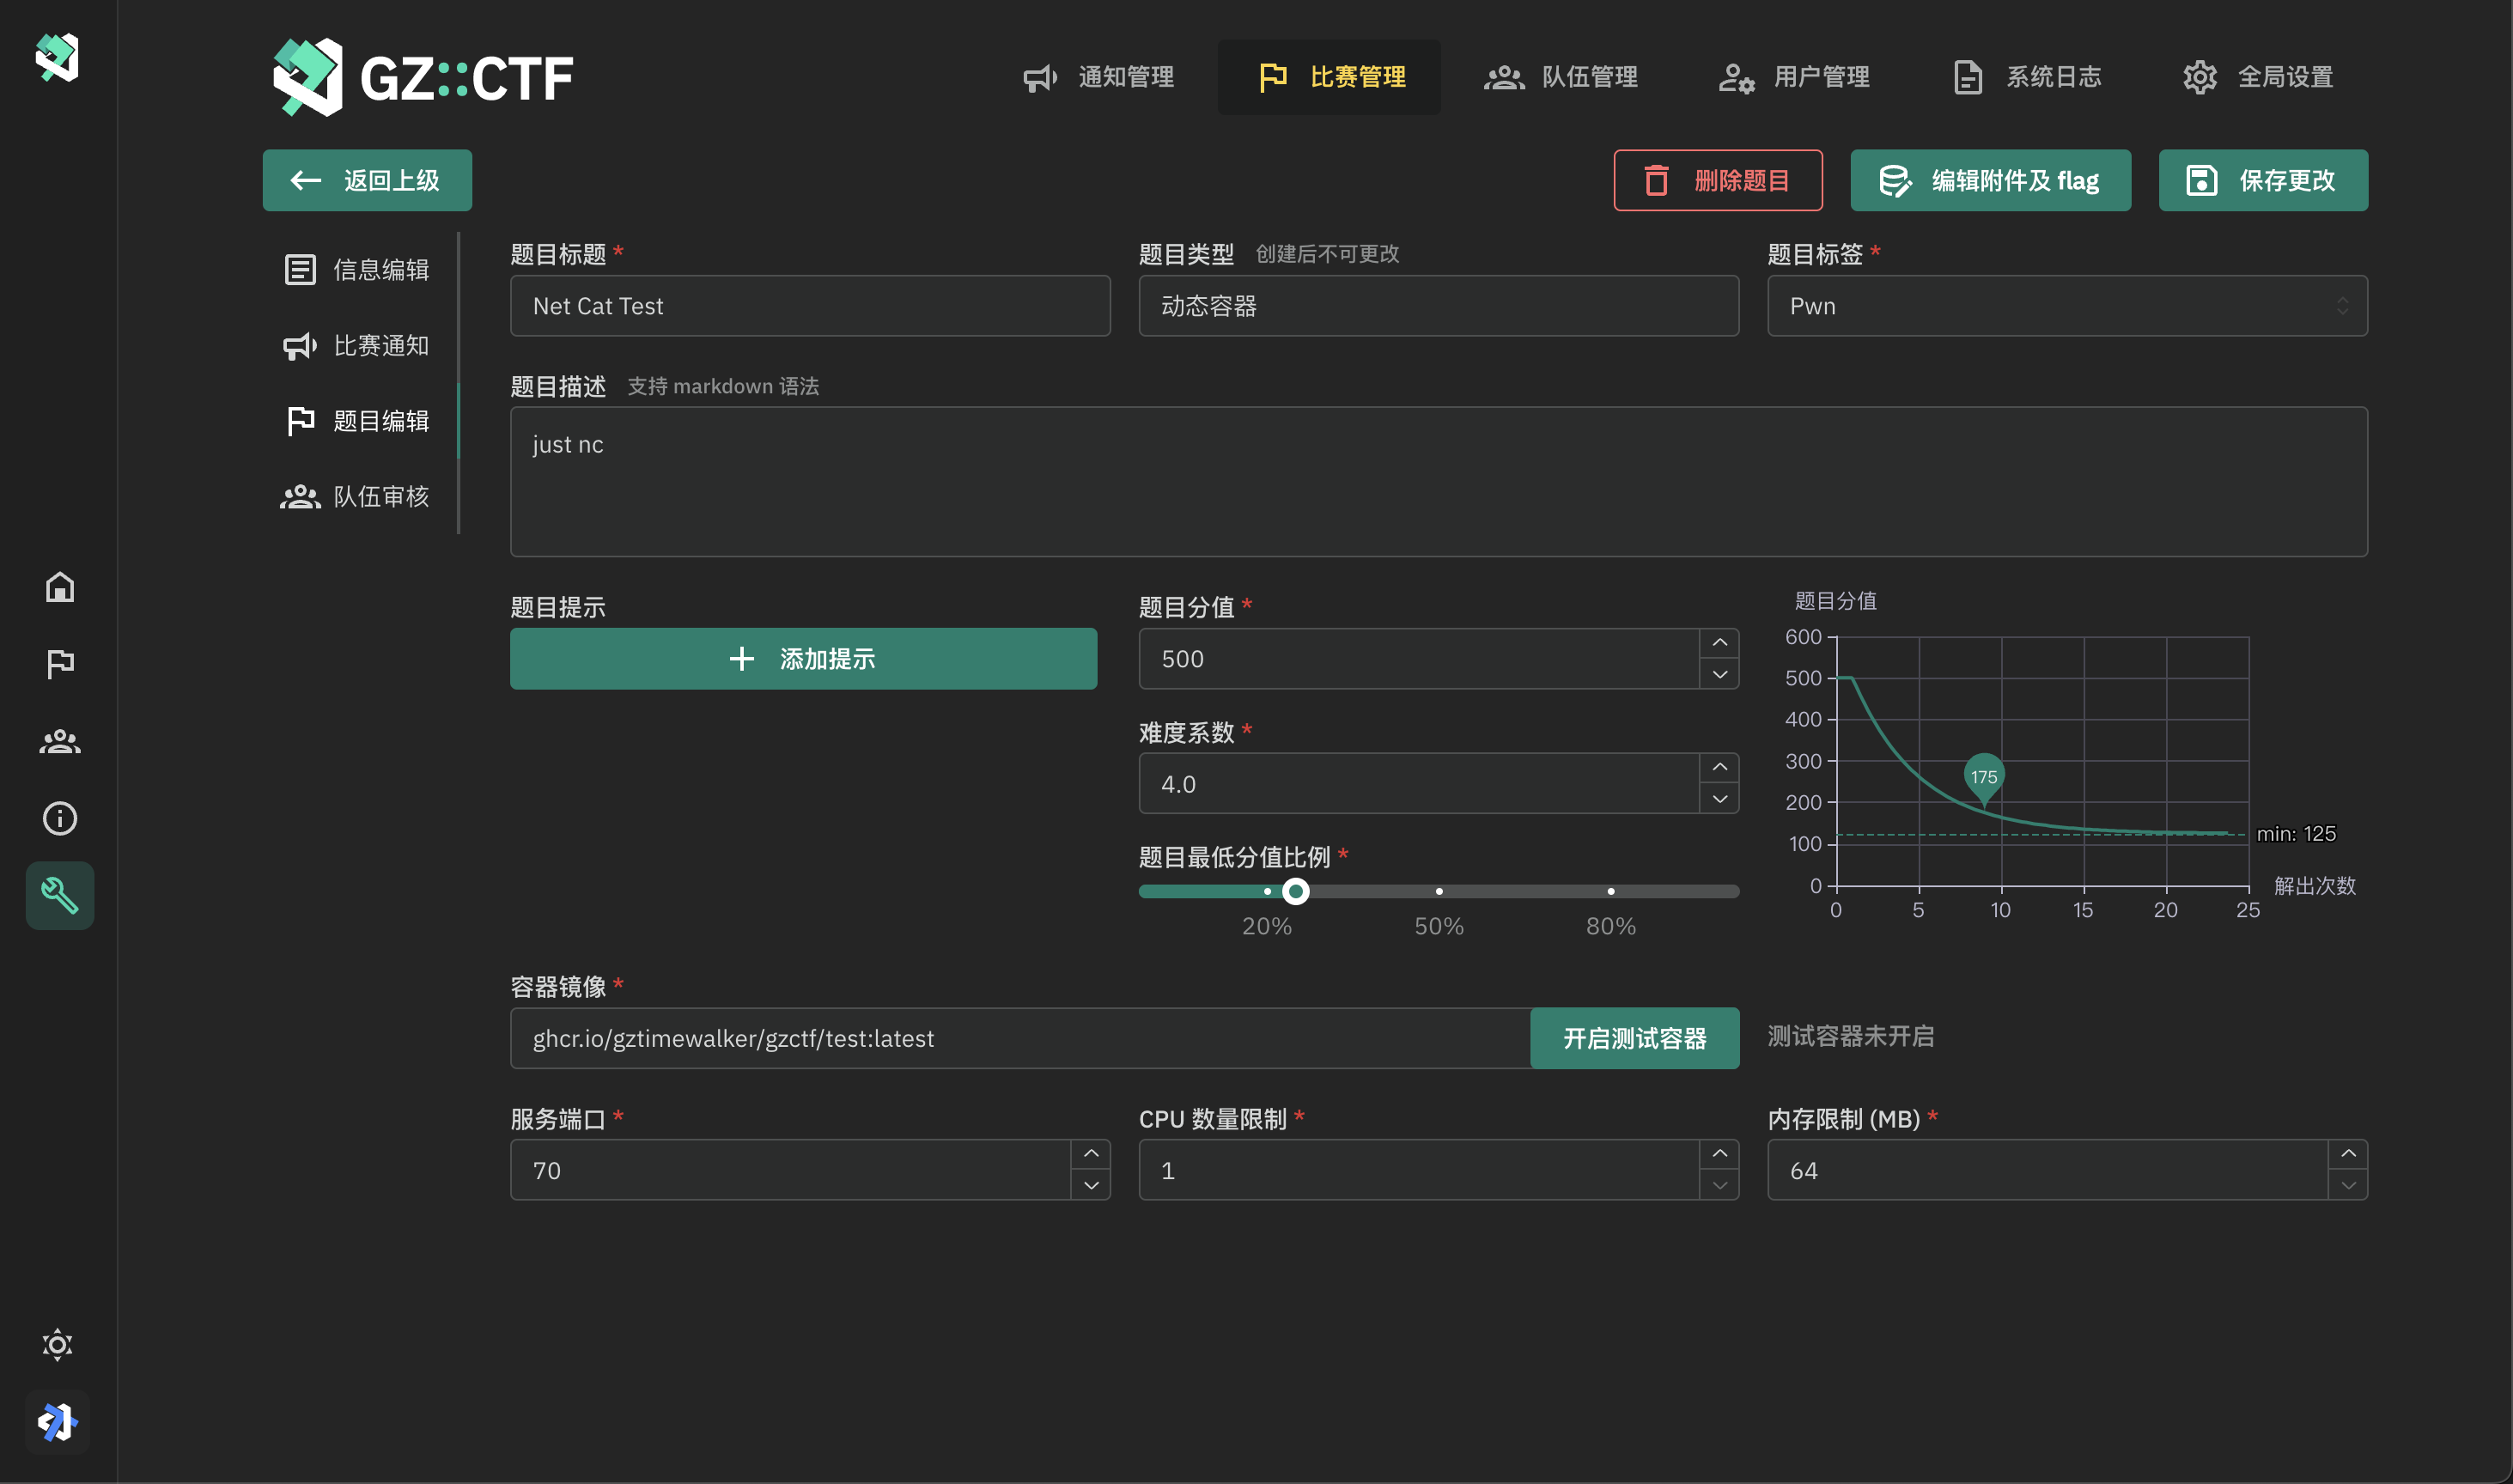 GZ::CTF
通知管理
比赛管理
队伍管理
用户管理
系统日志
全局设置
返回上级
删除题目
编辑附件及 flag
保存更改
信息编辑
比赛通知
题目编辑
队伍审核
题目标题 *
Net Cat Test
题目类型 创建后不可更改
动态容器
题目标签 *
Pwn
题目描述 支持 markdown 语法
just nc
题目提示
添加提示
题目分值 *
500
难度系数 *
4.0
题目最低分值比例 *
20% 50% 80%
题目分值
600
500
400
300
200
100
0
175
min: 125
0 5 10 15 20 25
解出次数
容器镜像 *
ghcr.io/gztimewalker/gzctf/test:latest
开启测试容器
测试容器未开启
服务端口 *
70
CPU 数量限制 *
1
内存限制 (MB) *
64